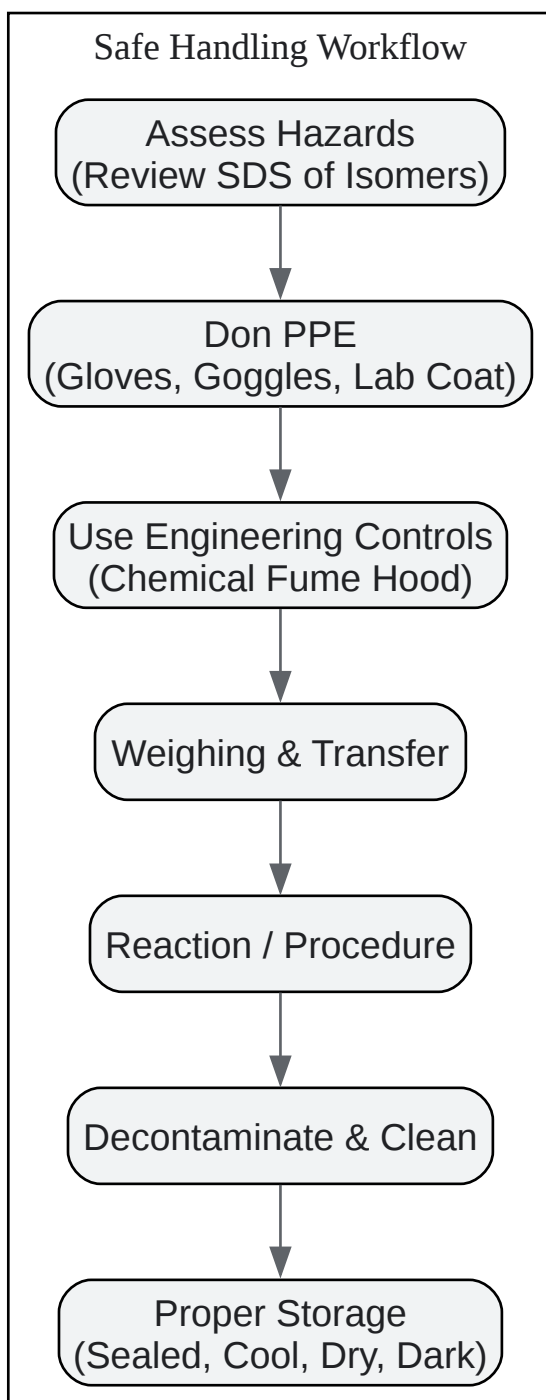 Safe Handling Workflow
Assess Hazards
(Review SDS of Isomers)
Don PPE
(Gloves, Goggles, Lab Coat)
Use Engineering Controls
(Chemical Fume Hood)
Weighing & Transfer
Reaction / Procedure
Decontaminate & Clean
Proper Storage
(Sealed, Cool, Dry, Dark)